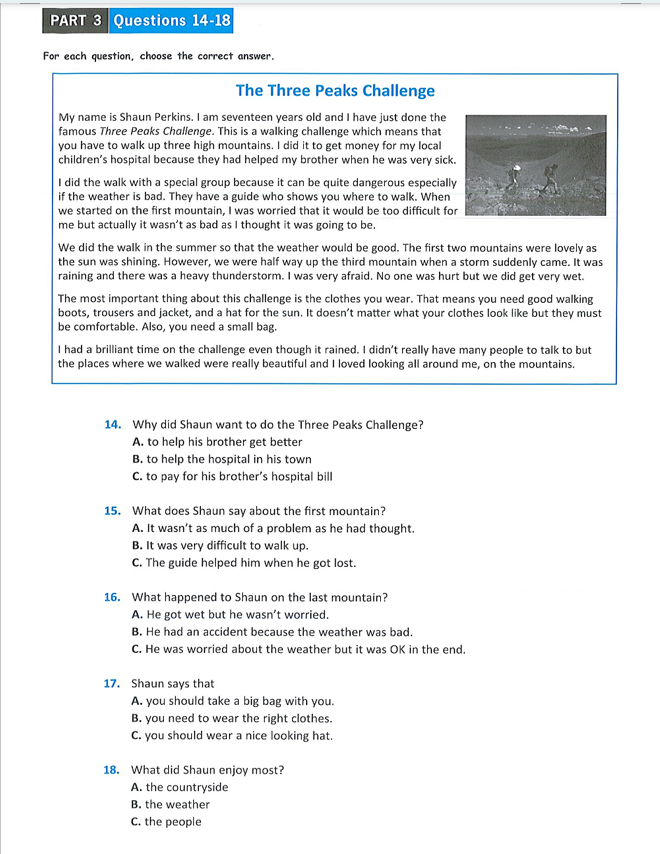 PART 3 Questions 14-18
For each question, choose the correct answer.
The Three Peaks Challenge
My name is Shaun Perkins. I am seventeen years old and I have just done the
famous Three Peaks Challenge. This is a walking challenge which means that
you have to walk up three high mountains. I did it to get money for my local
children's hospital because they had helped my brother when he was very sick.
I did the walk with a special group because it can be quite dangerous especially
if the weather is bad. They have a guide who shows you where to walk. When
we started on the first mountain, I was worried that it would be too difficult for
me but actually it wasn't as bad as I thought it was going to be.
We did the walk in the summer so that the weather would be good. The first two mountains were lovely as
the sun was shining. However, we were half way up the third mountain when a storm suddenly came. It was
raining and there was a heavy thunderstorm. I was very afraid. No one was hurt but we did get very wet.
The most important thing about this challenge is the clothes you wear. That means you need good walking
boots, trousers and jacket, and a hat for the sun. It doesn't matter what your clothes look like but they must
be comfortable. Also, you need a small bag.
I had a brilliant time on the challenge even though it rained. I didn't really have many people to talk to but
the places where we walked were really beautiful and I loved looking all around me, on the mountains.
14. Why did Shaun want to do the Three Peaks Challenge?
A. to help his brother get better
B. to help the hospital in his town
C. to pay for his brother's hospital bill
15. What does Shaun say about the first mountain?
A. It wasn't as much of a problem as he had thought.
B. It was very difficult to walk up.
C. The guide helped him when he got lost.
16. What happened to Shaun on the last mountain?
A. He got wet but he wasn't worried.
B. He had an accident because the weather was bad.
C. He was worried about the weather but it was OK in the end.
17. Shaun says that
A. you should take a big bag with you.
B. you need to wear the right clothes.
C. you should wear a nice looking hat.
18. What did Shaun enjoy most?
A. the countryside
B. the weather
C. the people